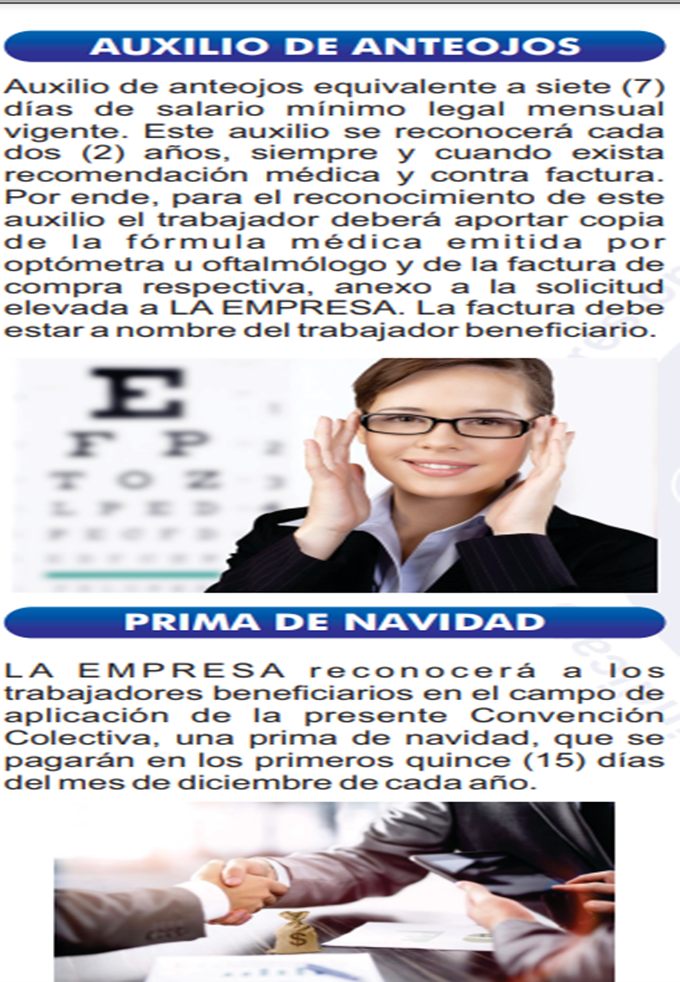 AUXILIO DE ANTEOJOS
Auxilio de anteojos equivalente a siete (7)
días de salario mínimo legal mensual
vigente. Este auxilio se reconocerá cada
dos (2) años, siempre y cuando exista
recomendación médica y contra factura.
Por ende, para el reconocimiento de este
auxilio el trabajador deberá aportar copia
de la fórmula médica emitida por
optómetra u oftalmólogo y de la factura de
compra respectiva, anexo a la solicitud
elevada a LA EMPRESA. La factura debe
estar a nombre del trabajador beneficiario.
E
F P
T O Z
L P E D
PRIMA DE NAVIDAD
LA EMPRESA reconocerá a los
trabajadores beneficiarios en el campo de
aplicación de la presente Convención
Colectiva, una prima de navidad, que se
pagarán en los primeros quince (15) días
del mes de diciembre de cada año.
$